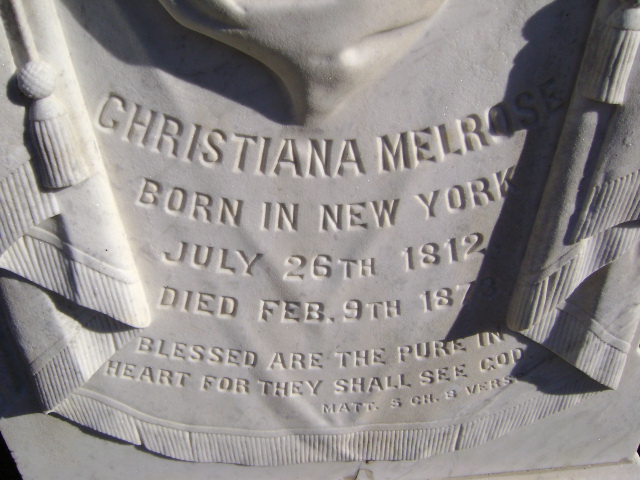 CHRISTIANA MELROSE
BORN IN NEW YORK
JULY 26TH 1812.
DIED FEB. 9TH
BLESSED ARE THE PURE IN
HEART FOR THEY SHALL SEE GOD
MATT. 5 CH. 8 VERS